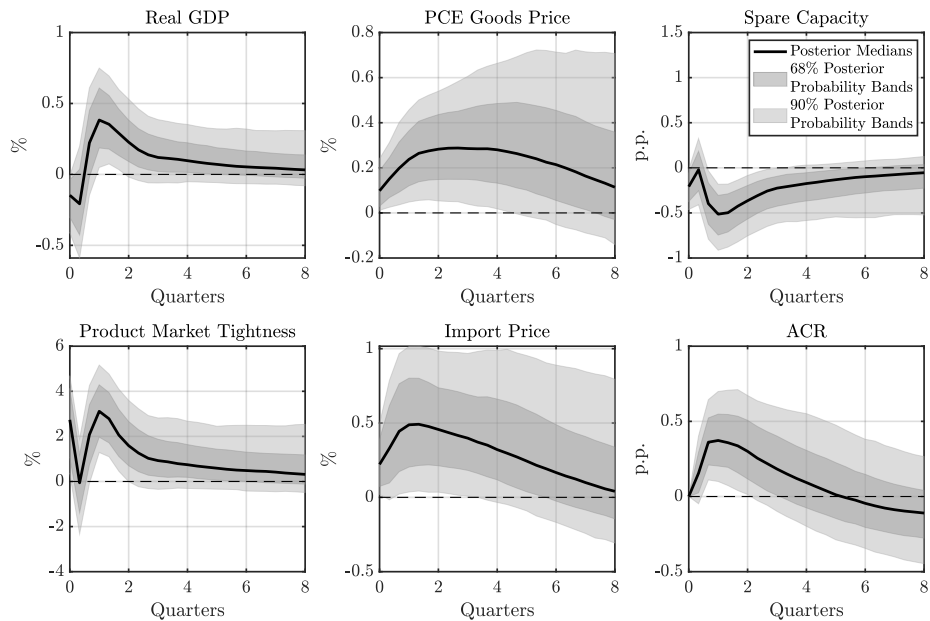 Real GDP
1
0.5
0
-0.5
%
0 2 4 6 8
Quarters
PCE Goods Price
0.8
0.6
0.4
0.2
0
-0.2
%
0 2 4 6 8
Quarters
Spare Capacity
1.5
1
0.5
0
-0.5
-1
p.p.
Posterior Medians
68% Posterior
Probability Bands
90% Posterior
Probability Bands
0 2 4 6 8
Quarters
Product Market Tightness
6
4
2
0
-2
-4
%
0 2 4 6 8
Quarters
Import Price
1
0.5
0
-0.5
%
0 2 4 6 8
Quarters
ACR
1
0.5
0
-0.5
p.p.
0 2 4 6 8
Quarters